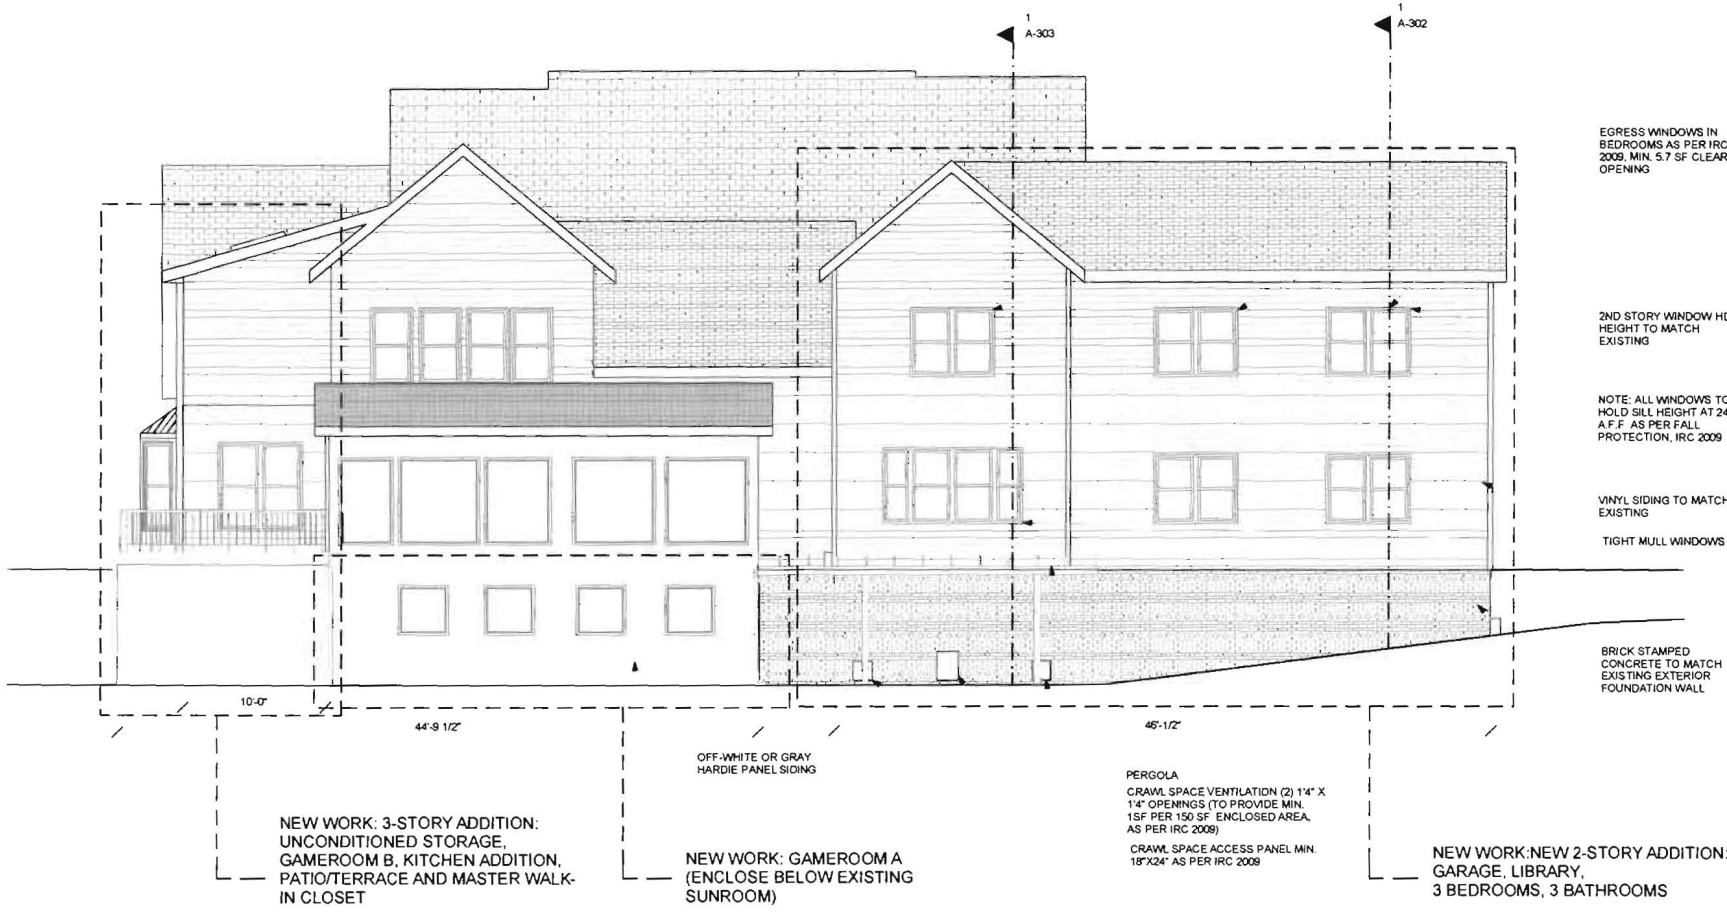 1
A-303
1
A-302
EGRESS WINDOWS IN
BEDROOMS AS PER IRC
2009, MIN. 5.7 SF CLEAR
OPENING
2ND STORY WINDOW
HEIGHT TO MATCH
EXISTING
NOTE: ALL WINDOWS TO
HOLD SILL HEIGHT AT 24
A.F.F AS PER FALL
PROTECTION, IRC 2009
VINYL SIDING TO MATCH
EXISTING
TIGHT MULL WINDOWS
BRICK STAMPED
CONCRETE TO MATCH
EXISTING EXTERIOR
FOUNDATION WALL
10'-0"
44'-9 1/2"
46'-1/2"
OFF-WHITE OR GRAY
HARDIE PANEL SIDING
PERGOLA
CRAWL SPACE VENTILATION (2) 1'4" X
1'4" OPENINGS (TO PROVIDE MIN.
1SF PER 150 SF ENCLOSED AREA,
AS PER IRC 2009)
CRAWL SPACE ACCESS PANEL MIN.
18"X24" AS PER IRC 2009
NEW WORK: 3-STORY ADDITION:
UNCONDITIONED STORAGE,
GAMEROOM B, KITCHEN ADDITION,
PATIO/TERRACE AND MASTER WALK-
IN CLOSET
NEW WORK: GAMEROOM A
(ENCLOSE BELOW EXISTING
SUNROOM)
NEW WORK:NEW 2-STORY ADDITION:
GARAGE, LIBRARY,
3 BEDROOMS, 3 BATHROOMS